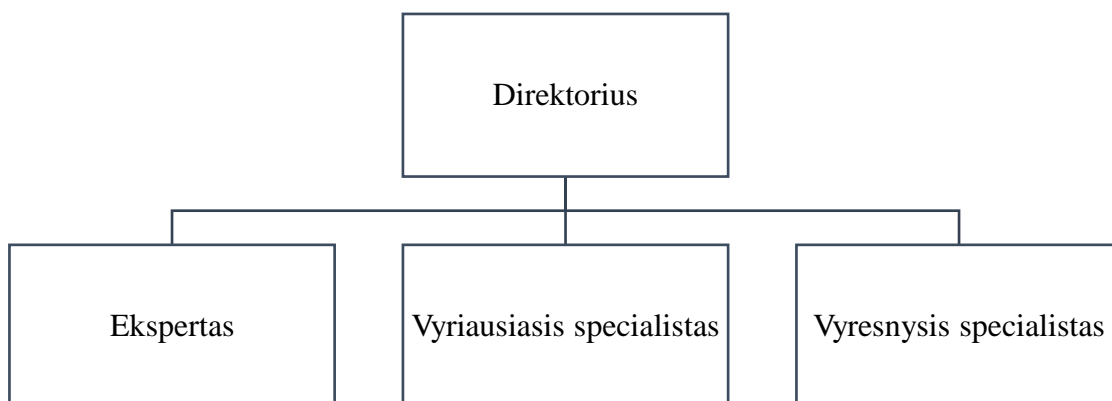 Direktorius
Ekspertas
Vyriausiasis specialistas
Vyresnysis specialistas